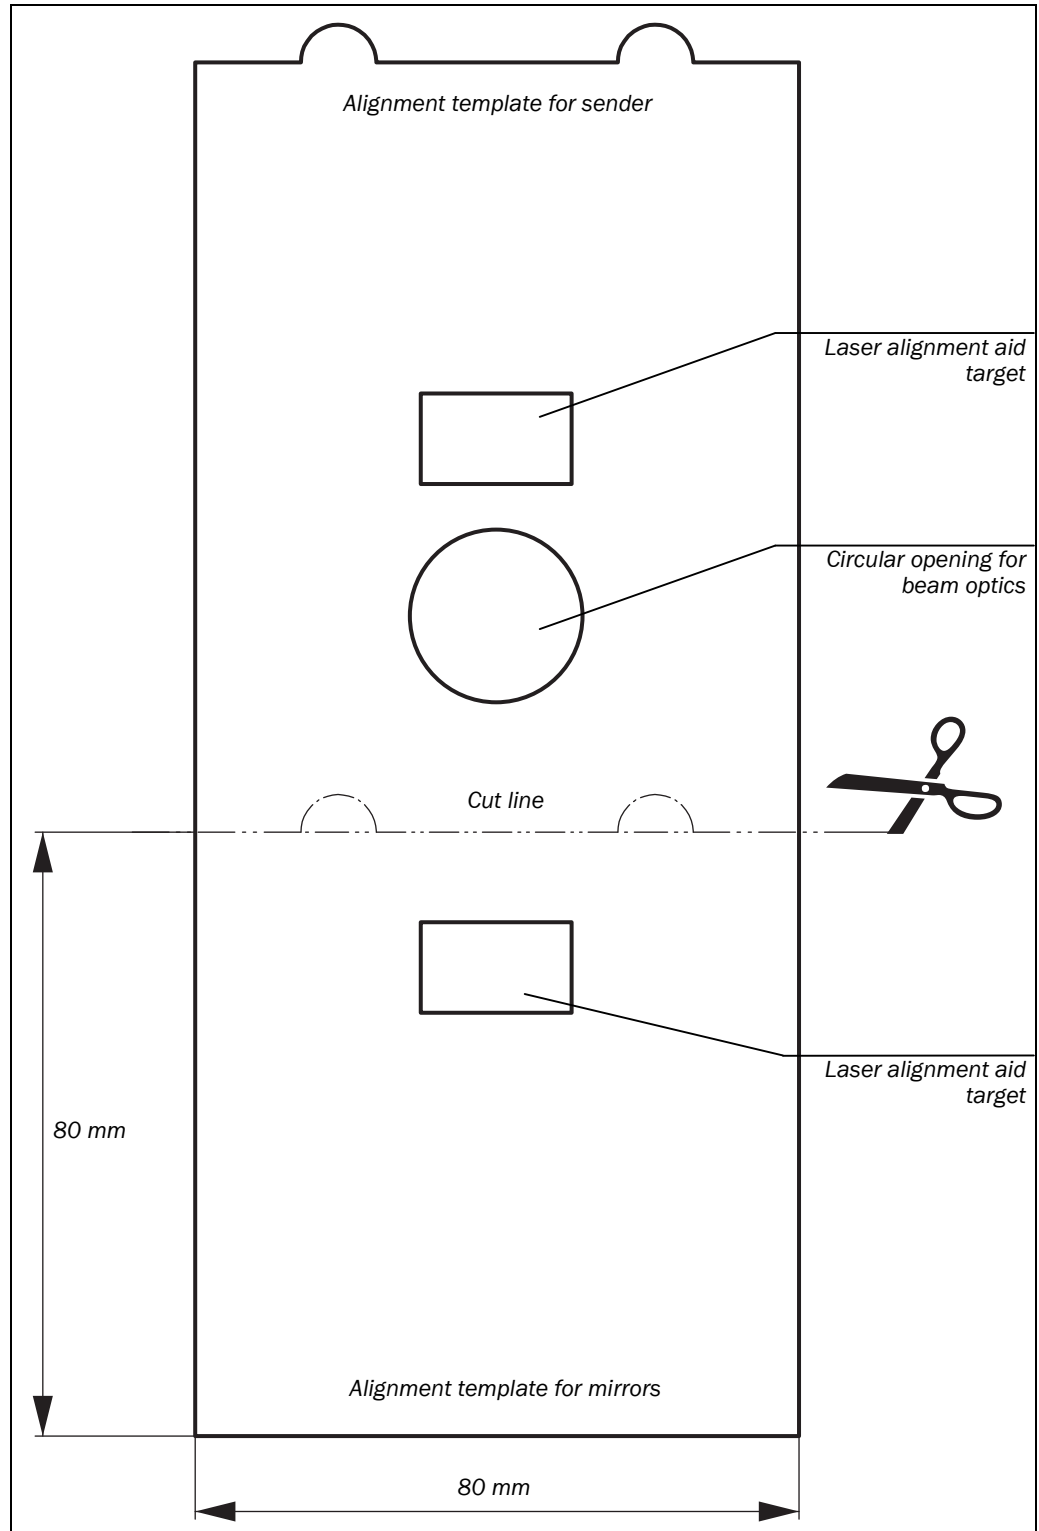 Alignment template for sender
Laser alignment aid
target
Circular opening for
beam optics
Cut line
Laser alignment aid
target
80 mm
Alignment template for mirrors
80 mm